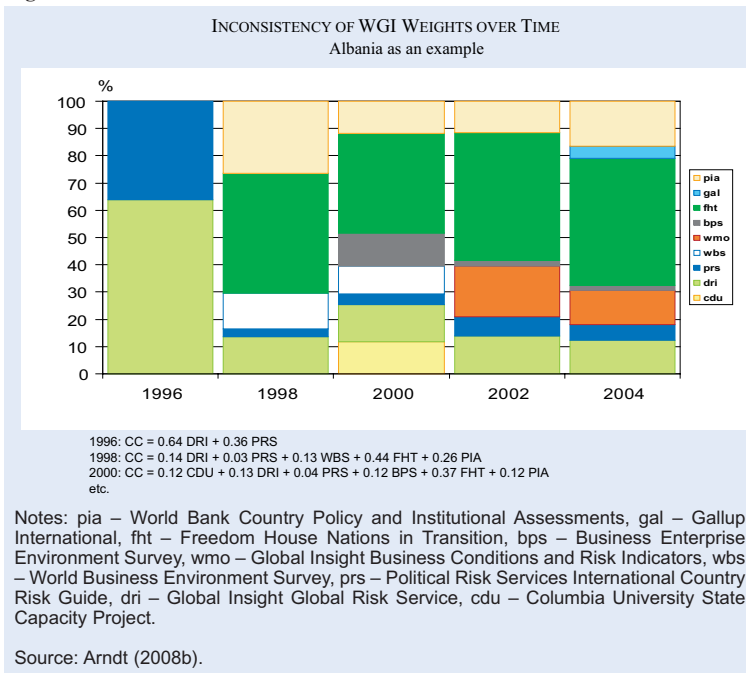 INCONSISTENCY OF WGI WEIGHTS OVER TIME
Albania as an example
%
100
90
80
70
60
50
40
30
20
10
0
1996 1998 2000 2002 2004
pia
gal
fht
bps
wmo
wbs
prs
dri
cdu
1996: CC = 0.64 DRI + 0.36 PRS
1998: CC = 0.14 DRI + 0.03 PRS + 0.13 WBS + 0.44 FHT + 0.26 PIA
2000: CC = 0.12 CDU + 0.13 DRI + 0.04 PRS + 0.12 BPS + 0.37 FHT + 0.12 PIA
etc.
Notes: pia – World Bank Country Policy and Institutional Assessments, gal – Gallup
International, fht – Freedom House Nations in Transition, bps – Business Enterprise
Environment Survey, wmo – Global Insight Business Conditions and Risk Indicators, wbs
– World Business Environment Survey, prs – Political Risk Services International Country
Risk Guide, dri – Global Insight Global Risk Service, cdu – Columbia University State
Capacity Project.
Source: Arndt (2008b).